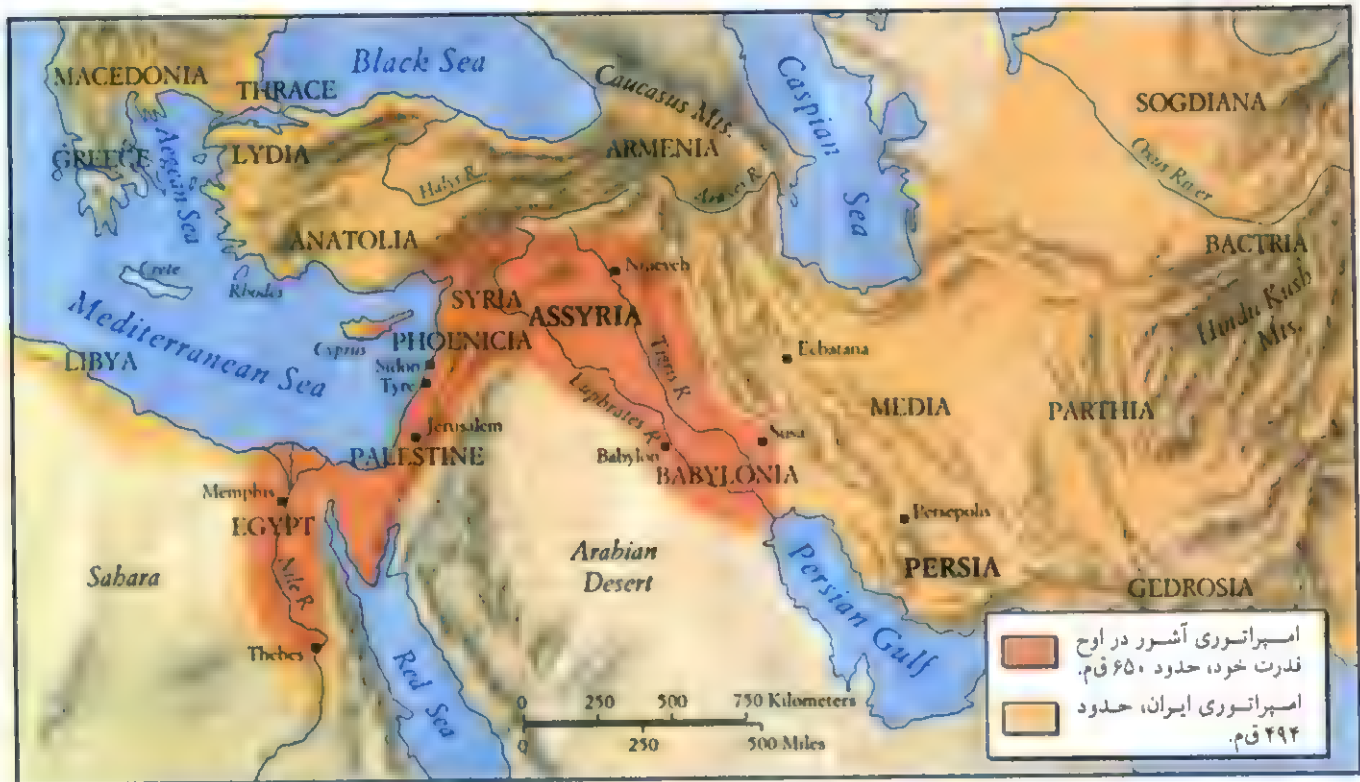 Black Sea
MACEDONIA
THRACE
Caucasus Mts.
Caspian
Sea
SOGDIANA
GREECE
Aegean Sea
LYDIA
Halys R.
ARMENIA
Araxes R.
Oxus River
ANATOLIA
BACTRIA
Crete
Rhodes
Nineveh
Hindu Kush
Mts.
SYRIA
ASSYRIA
Mediterranean Sea
Cyprus
PHOENICIA
Tigris R.
Ecbatana
LIBYA
Sidon
Tyre
Euphrates R.
MEDIA
PARTHIA
Jerusalem
Susa
PALESTINE
Babylon
BABYLONIA
Memphis
EGYPT
Persepolis
Sahara
Nile R.
Arabian
Desert
PERSIA
Persian Gulf
GEDROSIA
Thebes
Red Sea
0 250 500 750 Kilometers
0 250 500 Miles
امپراتوری آشور در اوج
قدرت خود، حدود ۶۵۰ ق‌م.
امپراتوری ایران، حدود
۴۹۴ ق‌م.